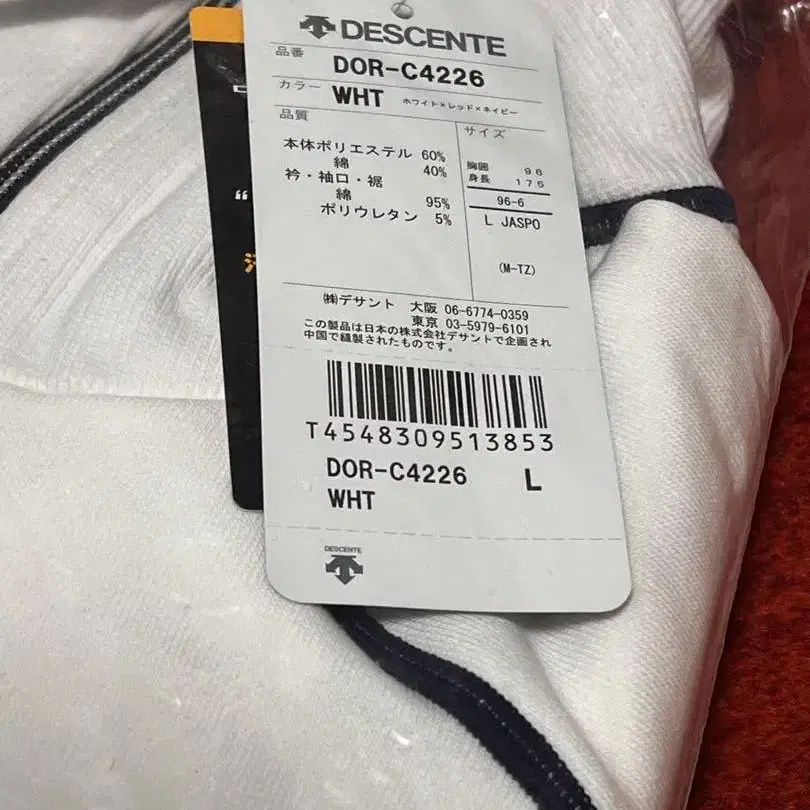 DESCENTE
品番 DOR-C4226
カラー WHT ホワイト×レッド×ネイビー
品質
サイズ
本体ポリエステル 60%
綿 40%
衿・袖口・裾
綿 95%
ポリウレタン 5%
胸囲 96
身長 175
96-6
L JASPO
(M-TZ)
㈱デサント 大阪 06-6774-0359
東京 03-5979-6101
この製品は日本の株式会社デサントで企画され
中国で縫製されたものです。
T4548309513853
DOR-C4226 L
WHT
DESCENTE